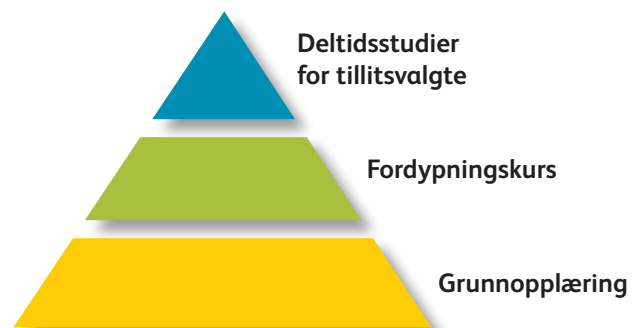 Deltidsstudier
for tillitsvalgte
Fordypningskurs
Grunnopplæring